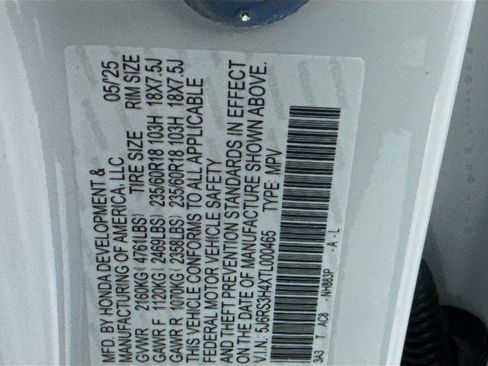 MFD. BY HONDA DEVELOPMENT & 05/'25
MANUFACTURING OF AMERICA, LLC
TIRE SIZE RIM SIZE
GVWR 2160KG( 4761LBS)
GAWR F 1120KG( 2469LBS) 235/60R18 103H 18X7.5J
GAWR R 1070KG( 2358LBS) 235/60R18 103H 18X7.5J
THIS VEHICLE CONFORMS TO ALL APPLICABLE
FEDERAL MOTOR VEHICLE SAFETY
AND THEFT PREVENTION STANDARDS IN EFFECT
ON THE DATE OF MANUFACTURE SHOWN ABOVE.
V.I.N.: 5J6RS3H4XTL000465 TYPE: MPV
3A3 T AC8 -NH883P -A -L